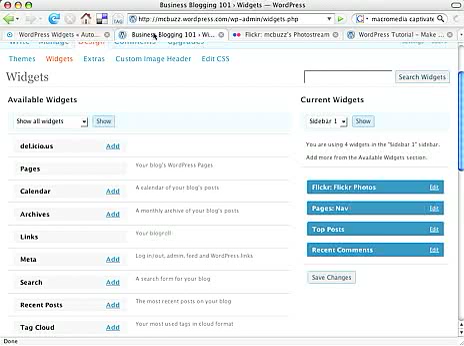 Business Blogging 101 › Widgets — WordPress
http://mcbuzz.wordpress.com/wp-admin/widgets.php
macromedia captivate
WordPress Widgets « Auto...
Business Blogging 101 › Wi...
Flickr: mcbuzz's Photostream
WordPress Tutorial – Make ...
Write Manage Design Comments Upgrades
Themes Widgets Extras Custom Image Header Edit CSS
Widgets
Search Widgets
Available Widgets
Current Widgets
Show all widgets Show
Sidebar 1 Show
You are using 4 widgets in the "Sidebar 1" sidebar.
Add more from the Available Widgets section.
del.icio.us Add
Pages Your blog's WordPress Pages
Calendar Add A calendar of your blog's posts
Archives Add A monthly archive of your blog's posts
Links Your blogroll
Meta Add Log in/out, admin, feed and WordPress links
Search Add A search form for your blog
Recent Posts Add The most recent posts on your blog
Tag Cloud Add Your most used tags in cloud format
Flickr: Flickr Photos Edit
Pages: Nav Edit
Top Posts Edit
Recent Comments Edit
Save Changes
Done